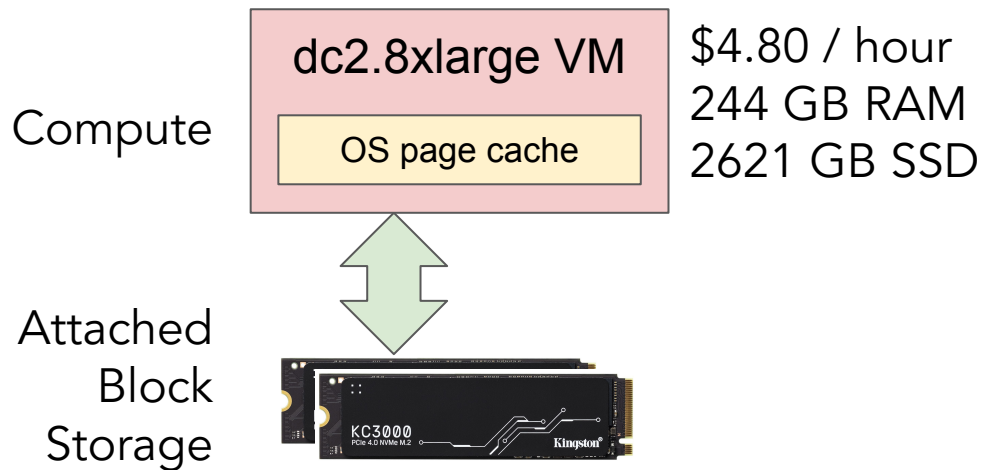 dc2.8xlarge VM
OS page cache
Compute
$4.80 / hour
244 GB RAM
2621 GB SSD
Attached
Block
Storage
KC3000
PCIe 4.0 NVMe M.2
Kingston®